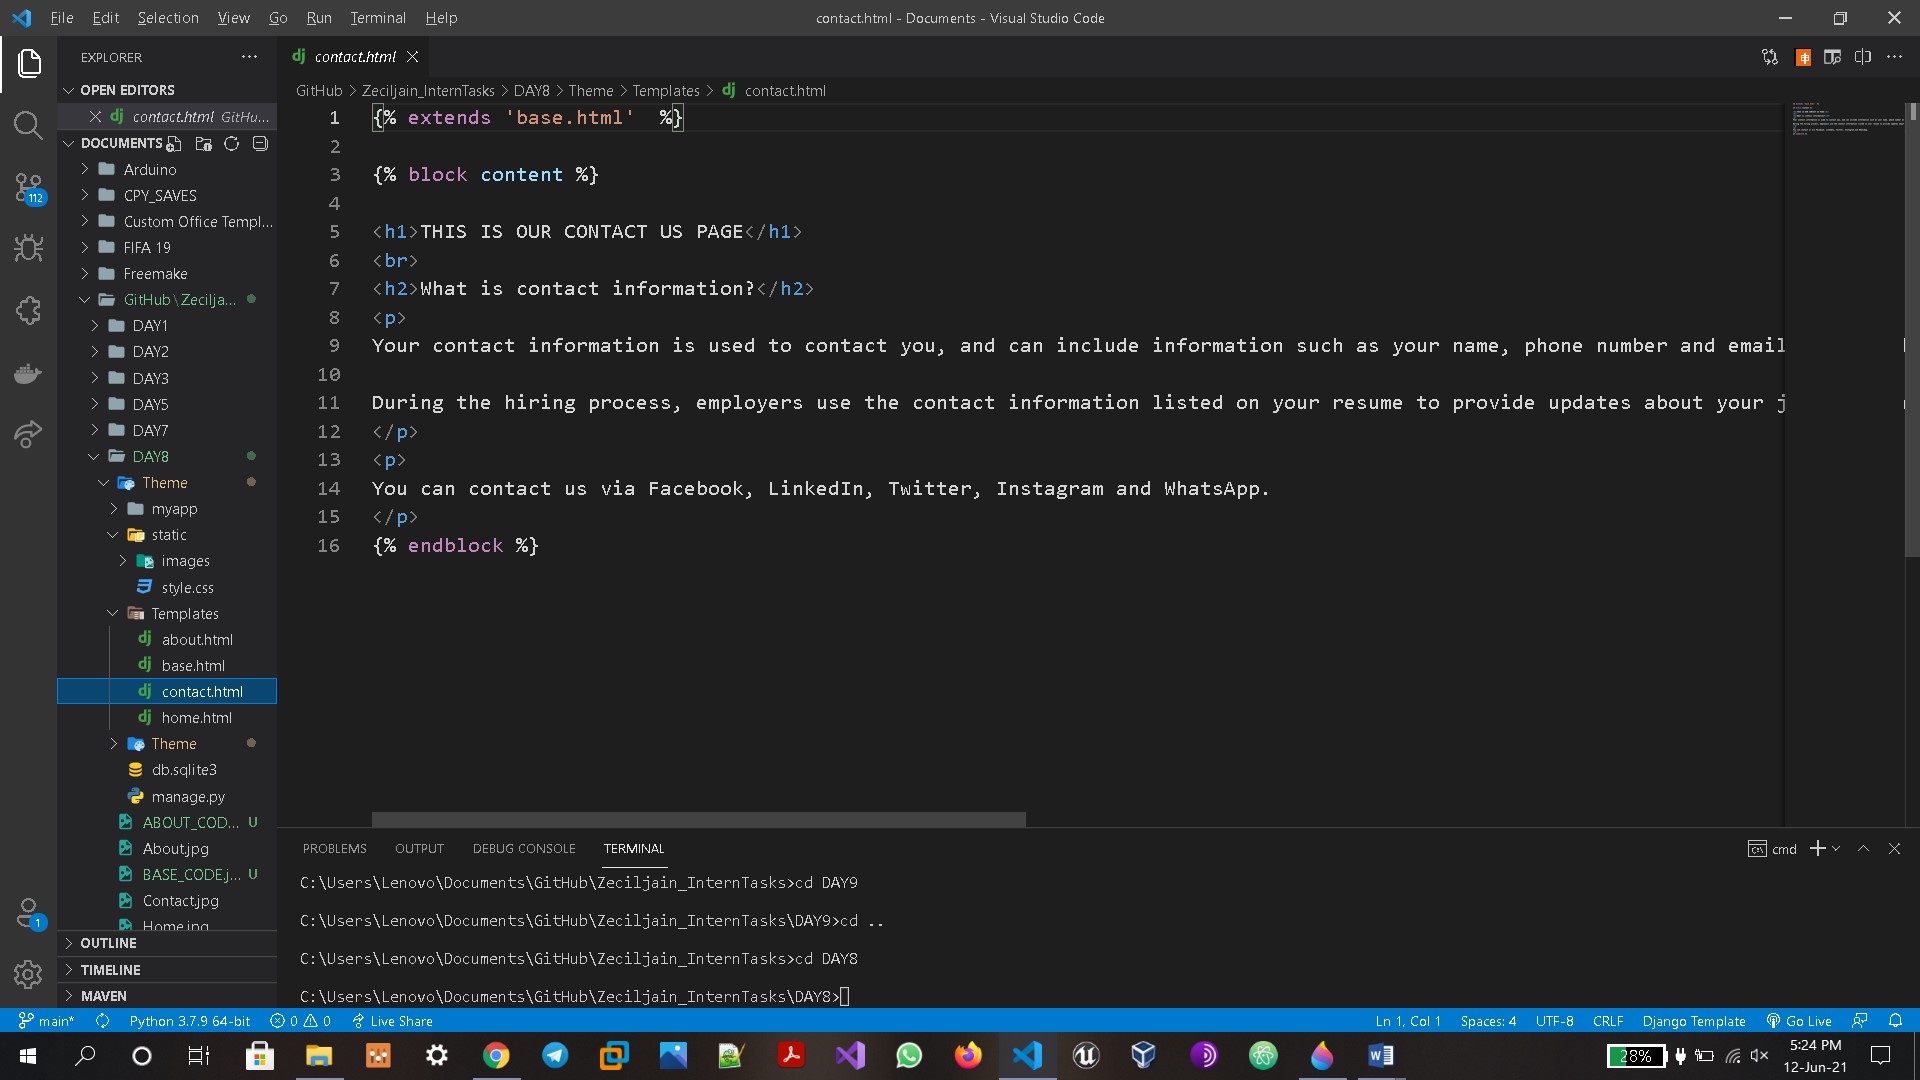 File Edit Selection View Go Run Terminal Help
contact.html - Documents - Visual Studio Code
EXPLORER
OPEN EDITORS
contact.html GitHu...
DOCUMENTS
Arduino
CPY_SAVES
Custom Office Templ...
FIFA 19
Freemake
GitHub\Zecilja...
DAY1
DAY2
DAY3
DAY5
DAY7
DAY8
Theme
myapp
static
images
style.css
Templates
about.html
base.html
contact.html
home.html
Theme
db.sqlite3
manage.py
ABOUT_COD... U
About.jpg
BASE_CODE.j... U
Contact.jpg
Home.jpg
OUTLINE
TIMELINE
MAVEN
112
1
contact.html
GitHub > Zeciljain_InternTasks > DAY8 > Theme > Templates > contact.html
1 {% extends 'base.html'  %}
2
3 {% block content %}
4
5 <h1>THIS IS OUR CONTACT US PAGE</h1>
6 <br>
7 <h2>What is contact information?</h2>
8 <p>
9 Your contact information is used to contact you, and can include information such as your name, phone number and email
10
11 During the hiring process, employers use the contact information listed on your resume to provide updates about your j
12 </p>
13 <p>
14 You can contact us via Facebook, LinkedIn, Twitter, Instagram and WhatsApp.
15 </p>
16 {% endblock %}
PROBLEMS OUTPUT DEBUG CONSOLE TERMINAL
cmd
C:\Users\Lenovo\Documents\GitHub\Zeciljain_InternTasks>cd DAY9
C:\Users\Lenovo\Documents\GitHub\Zeciljain_InternTasks\DAY9>cd ..
C:\Users\Lenovo\Documents\GitHub\Zeciljain_InternTasks>cd DAY8
C:\Users\Lenovo\Documents\GitHub\Zeciljain_InternTasks\DAY8>
main* Python 3.7.9 64-bit 0 0 Live Share
Ln 1, Col 1 Spaces: 4 UTF-8 CRLF Django Template Go Live
28%
5:24 PM
12-Jun-21